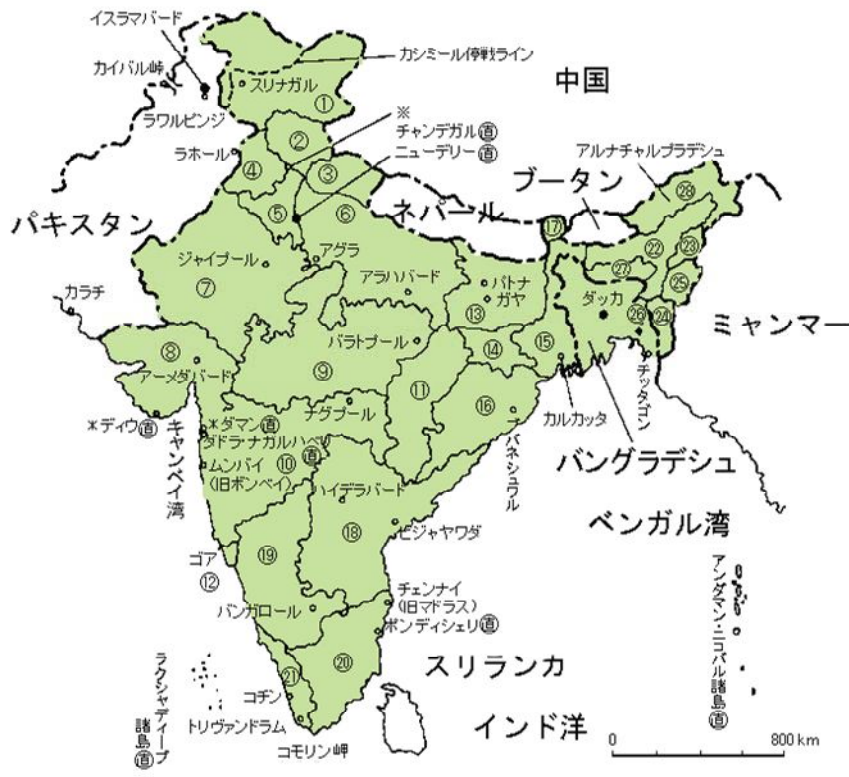 イスラマバード
カイバル峠
ラワルピンジ
スリナガル
カシミール停戦ライン
中国
①
※
チャンデガル直
ニューデリー直
ラホール
②
③
④
⑤
⑥
アルナチャルプラデシュ
ブータン
ネパール
パキスタン
⑰
㉘
㉒
㉓
㉗
㉕
ジャイプール
アグラ
⑦
アラハバード
パトナ
ガヤ
⑬
ダッカ
㉖
㉔
ミャンマー
カラチ
⑧
アーメダバード
バラトプール
⑨
⑪
⑭
⑮
⑯
カルカッタ
チッタゴン
*ディウ直
キャンベイ湾
*ダマン直
ダドラ・ナガルハベリ
直
ナグプール
⑩
ムンバイ
(旧ボンベイ)
ブバネシュワル
バングラデシュ
ハイデラバード
ベンガル湾
ビジャヤワダ
⑱
⑲
ゴア
⑫
バンガロール
チェンナイ
(旧マドラス)
ポンディシェリ直
アンダマン・ニコバル諸島直
⑳
㉑
スリランカ
コチン
トリヴァンドラム
コモリン岬
インド洋
ラクシャディープ
諸島直
0
800 km